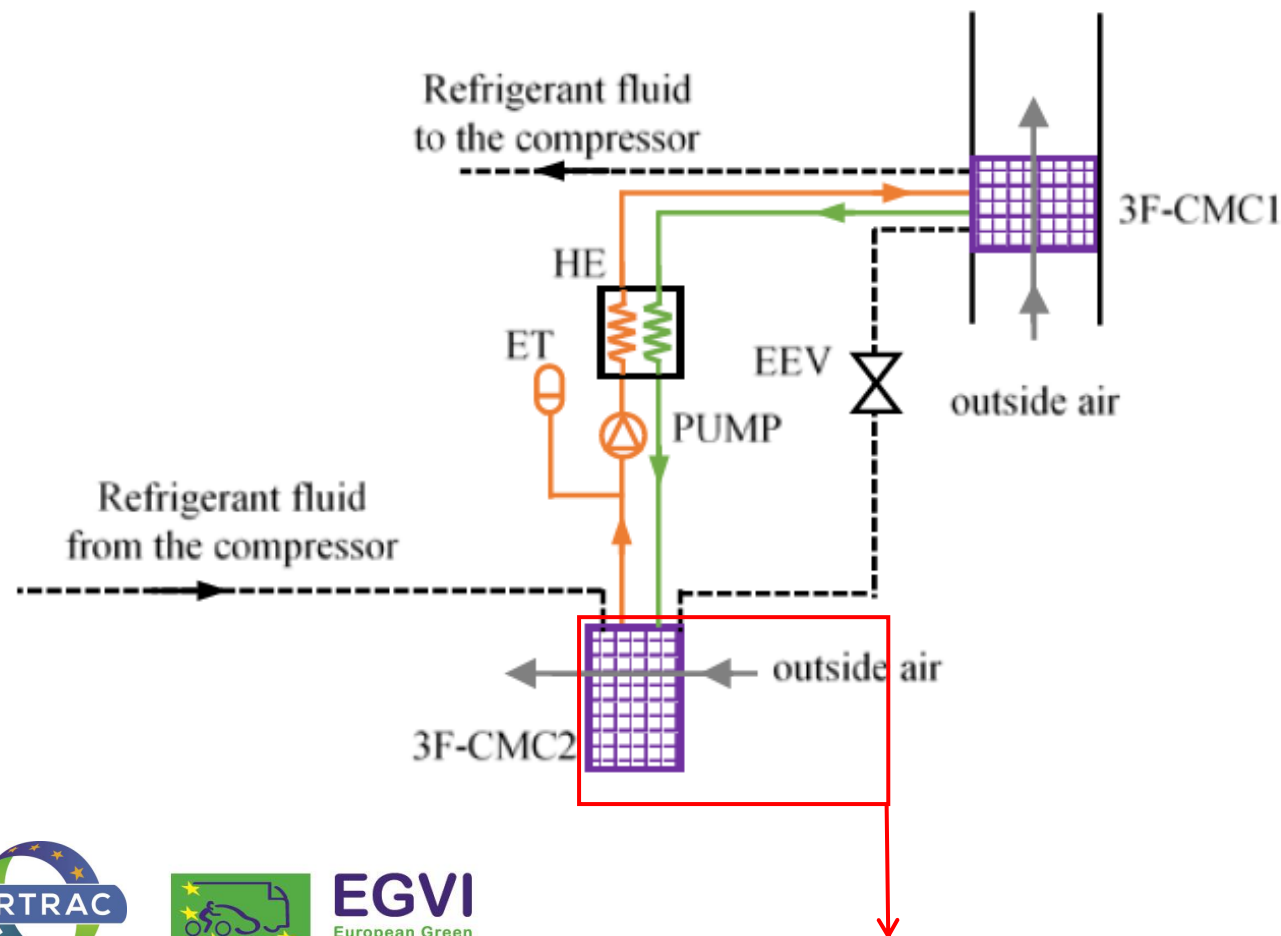 Refrigerant fluid
to the compressor
3F-CMC1
HE
ET
EEV
outside air
PUMP
Refrigerant fluid
from the compressor
outside air
3F-CMC2
RTRAC
EGVI
European Green